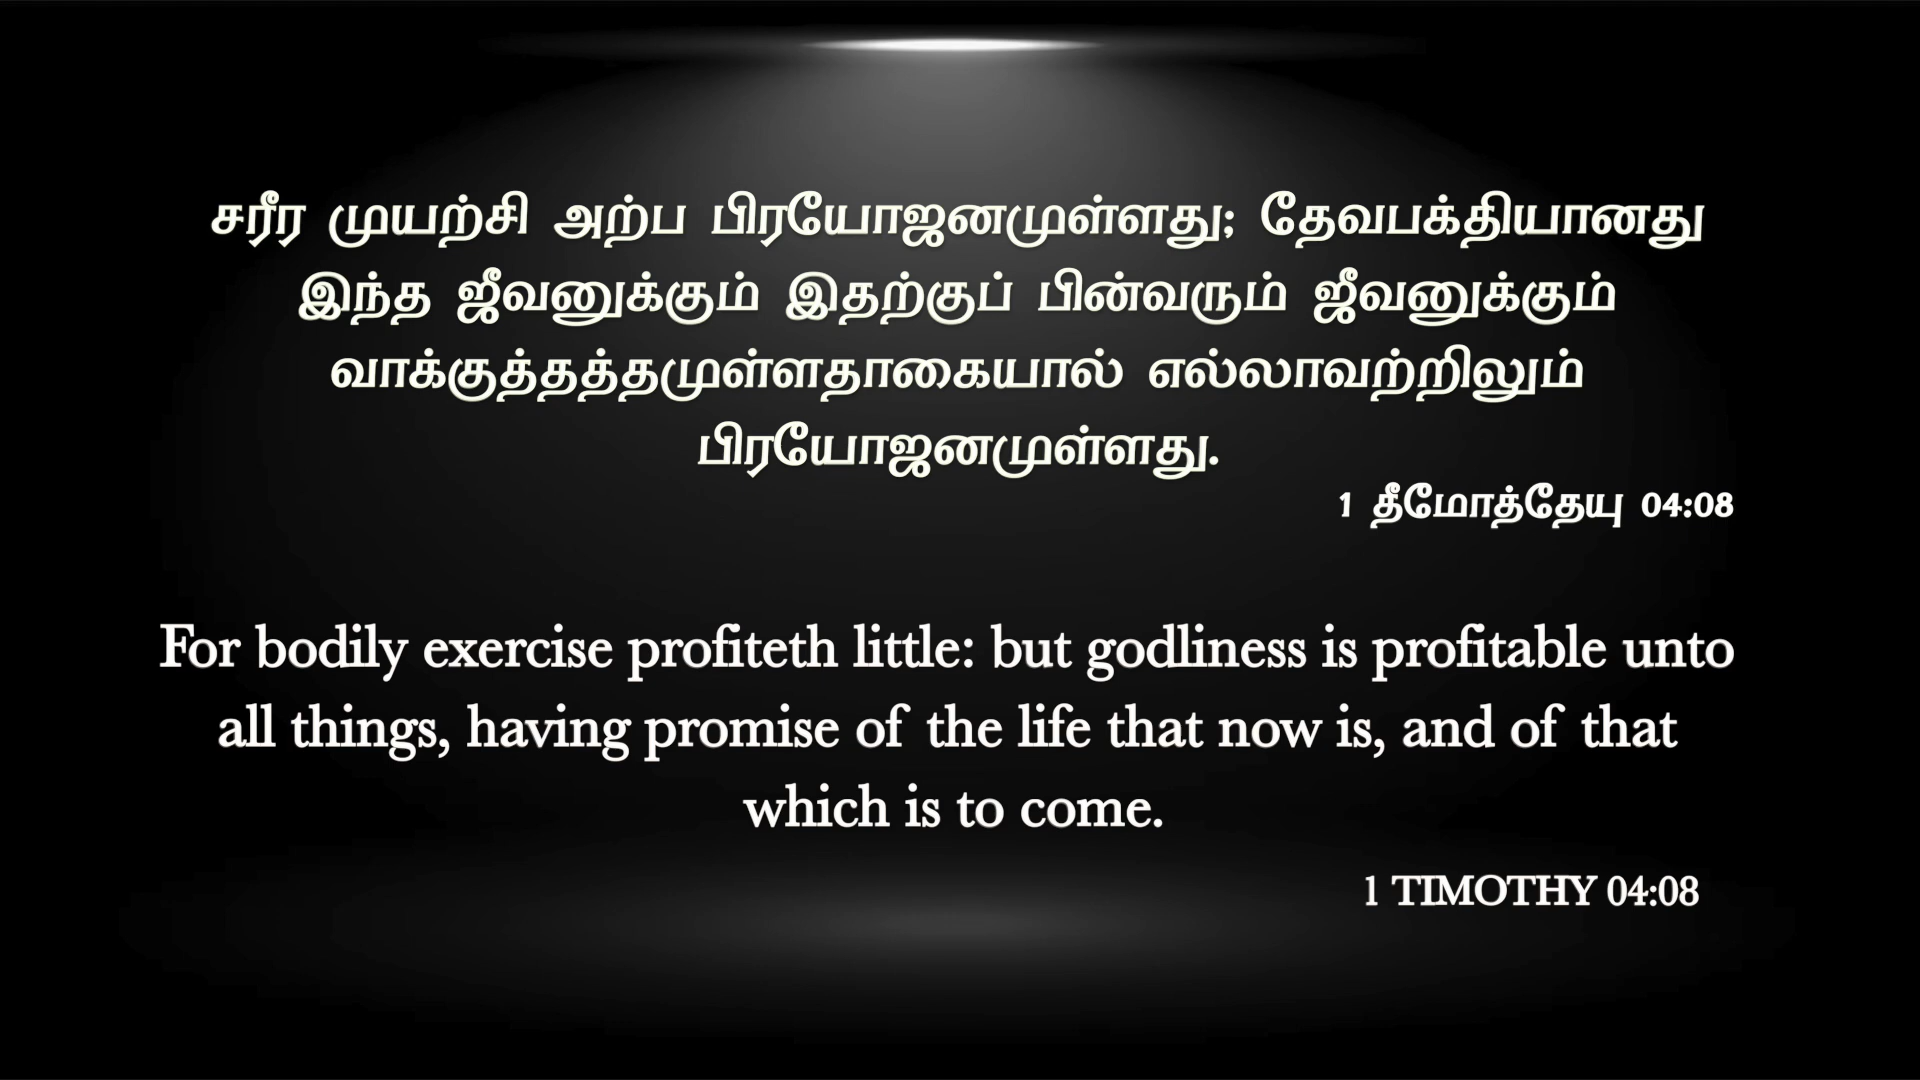 சரீர முயற்சி அற்ப பிரயோஜனமுள்ளது; தேவபக்தியானது
இந்த ஜீவனுக்கும் இதற்குப் பின்வரும் ஜீவனுக்கும்
வாக்குத்தத்தமுள்ளதாகையால் எல்லாவற்றிலும்
பிரயோஜனமுள்ளது.
1 தீமோத்தேயு 04:08
For bodily exercise profiteth little: but godliness is profitable unto
all things, having promise of the life that now is, and of that
which is to come.
1 TIMOTHY 04:08